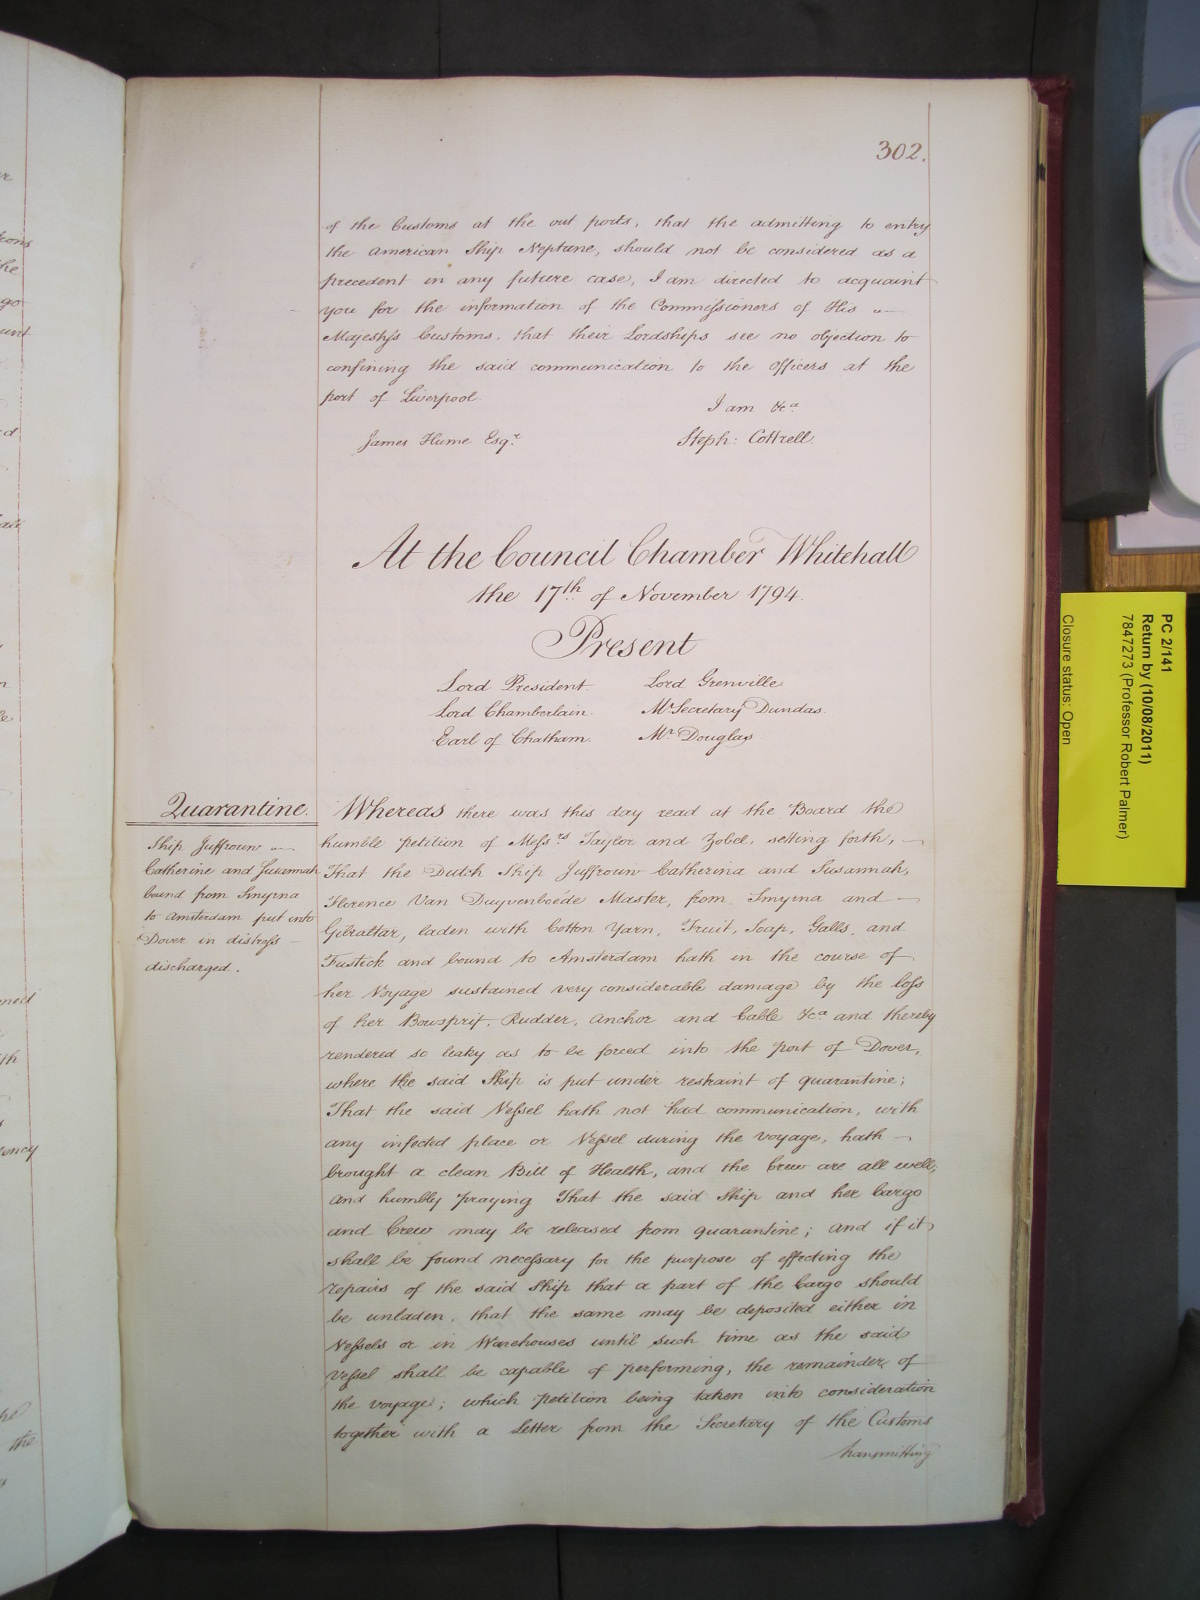 302.
of the Customs at the out ports, that the admitting to entry
the American Ship Neptune, should not be considered as a
precedent in any future case, I am directed to acquaint
you for the information of the Commissioners of His
Majesty's Customs, that their Lordships see no objection to
confining the said communication to the officers at the
port of Liverpool.
I am &ca
James Hume Esqr.
Steph: Cottrell.
At the Council Chamber Whitehall
the 17th of November 1794.
Present
Lord President. Lord Grenville
Lord Chamberlain. Mr Secretary Dundas.
Earl of Chatham. Mr Douglas
Quarantine.
Ship Juffrouw
Catherine and Susannah
bound from Smyrna
to Amsterdam put into
Dover in distress
discharged.
Whereas there was this day read at the Board the
humble petition of Messrs Taylor and Zobel, setting forth,
That the Dutch Ship Juffrouw Catherina and Susannah,
Florence Van Duyvenboéde Master, from Smyrna and
Gibraltar, laden with Cotton Yarn, Fruit, Soap, Galls, and
Fustick and bound to Amsterdam hath in the course of
her Voyage sustained very considerable damage by the loss
of her Bowsprit, Rudder, Anchor and Cable &ca and thereby
rendered so leaky as to be forced into the port of Dover,
where the said Ship is put under restraint of quarantine;
That the said Vessel hath not had communication, with
any infected place or Vessel during the voyage, hath
brought a clean Bill of Health, and the Crew are all well;
And humbly praying That the said Ship and her Cargo
and Crew may be released from quarantine; and if it
shall be found necessary for the purpose of effecting the
repairs of the said Ship that a part of the Cargo should
be unladen, that the same may be deposited either in
Vessels or in Warehouses until such time as the said
Vessel shall be capable of performing, the remainder of
the voyage; which petition being taken into consideration
together with a Letter from the Secretary of the Customs
transmitting
PC 2/141
Return by (10/08/2011)
7847273 (Professor Robert Palmer)
Closure status: Open